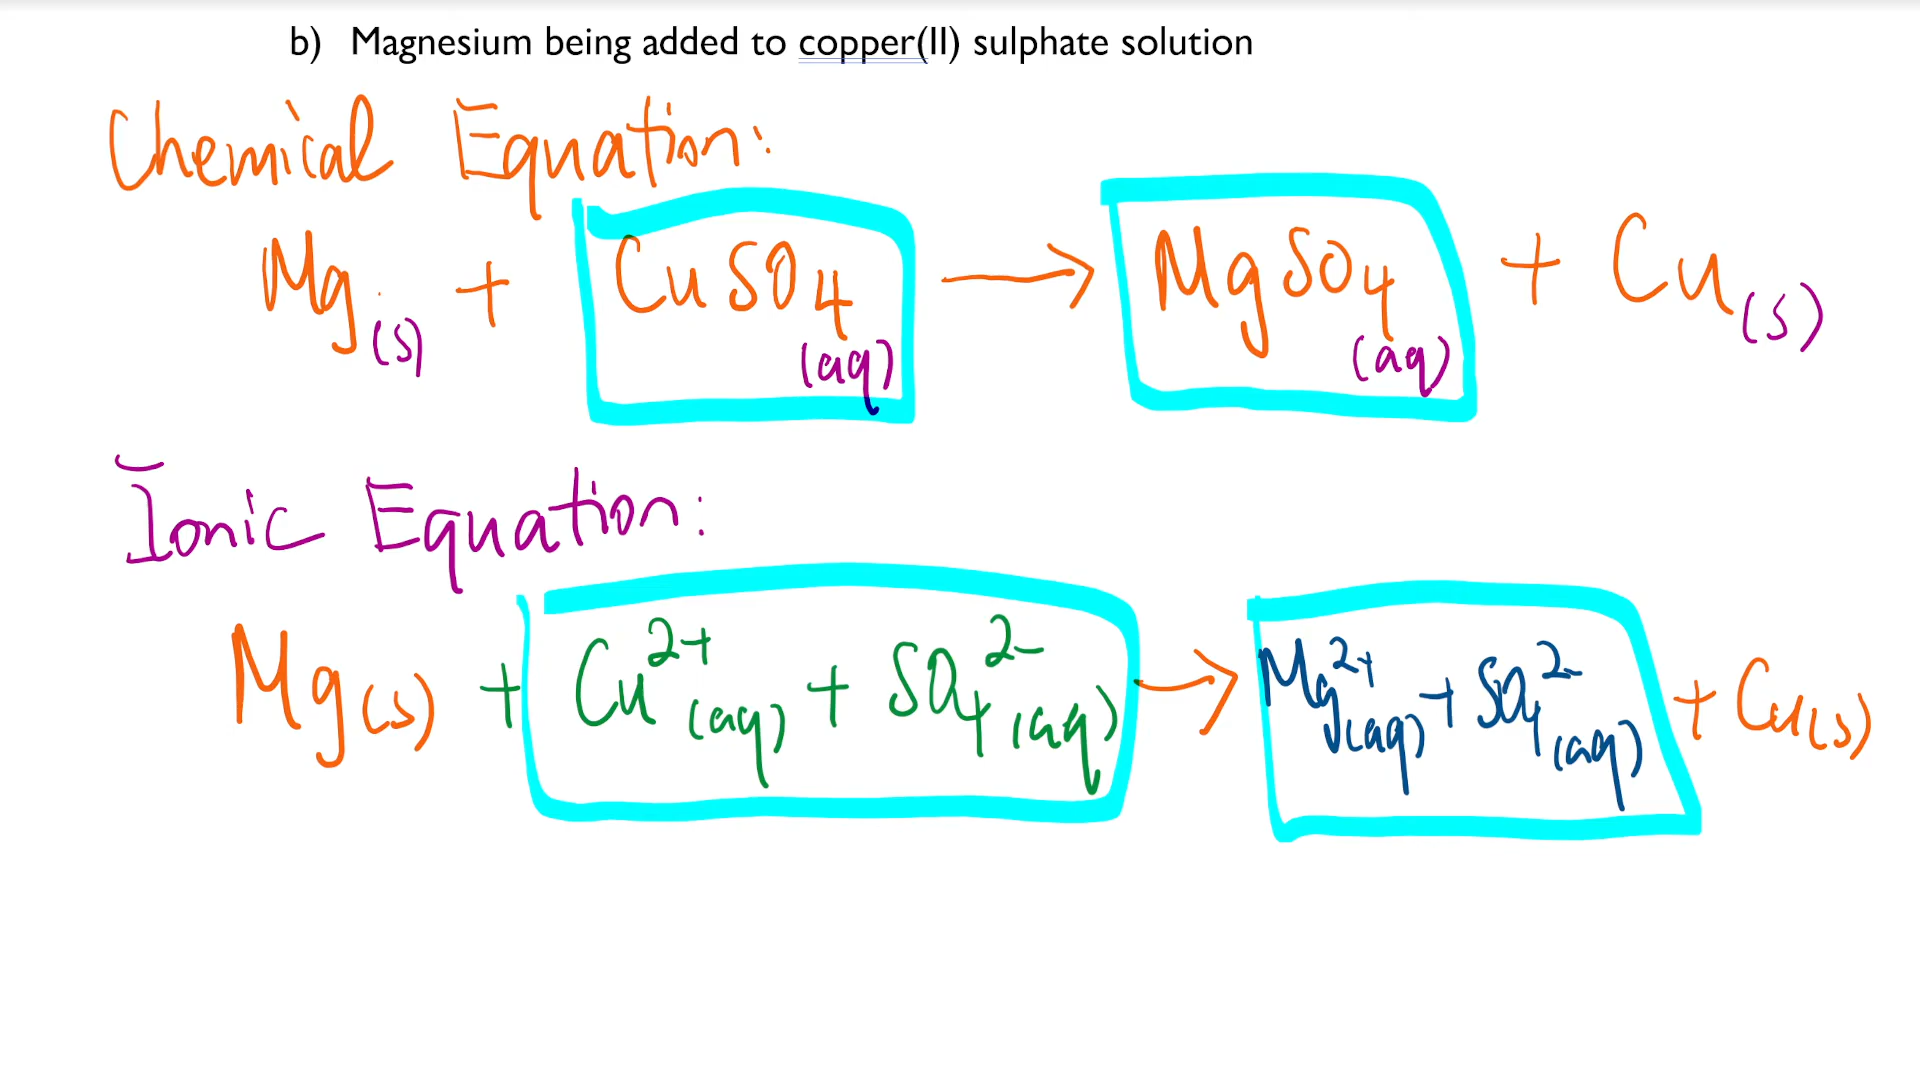 b) Magnesium being added to copper(II) sulphate solution
Chemical Equation:
Mg(s) + CuSO4(aq) → MgSO4(aq) + Cu(s)
Ionic Equation:
Mg(s) + Cu²⁺(aq) + SO4²⁻(aq) → Mg²⁺(aq) + SO4²⁻(aq) + Cu(s)